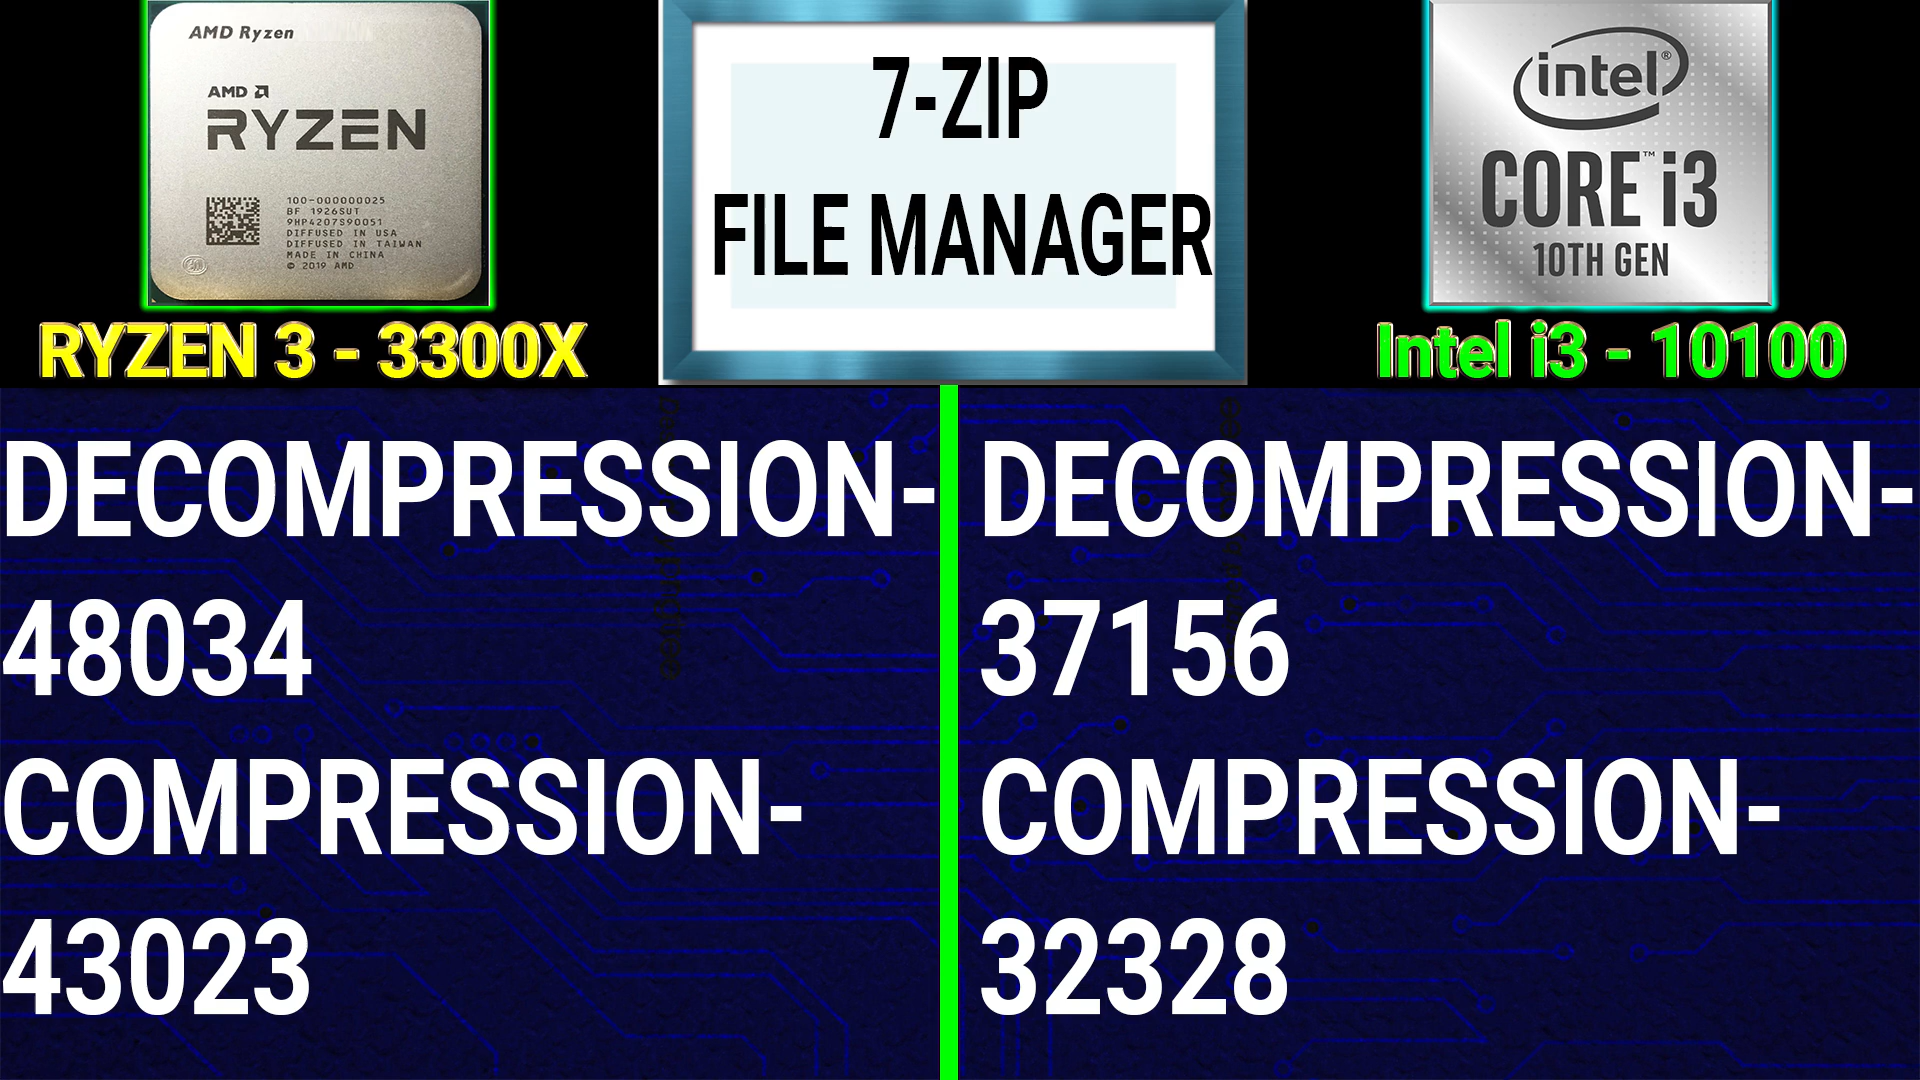 AMD Ryzen
AMD
RYZEN
100-000000025
BF 1926SUT
9HP4207S90051
DIFFUSED IN USA
DIFFUSED IN TAIWAN
MADE IN CHINA
© 2019 AMD
RYZEN 3 - 3300X
7-ZIP
FILE MANAGER
intel®
CORE™ i3
10TH GEN
Intel i3 - 10100
DECOMPRESSION-
48034
COMPRESSION-
43023
DECOMPRESSION-
37156
COMPRESSION-
32328